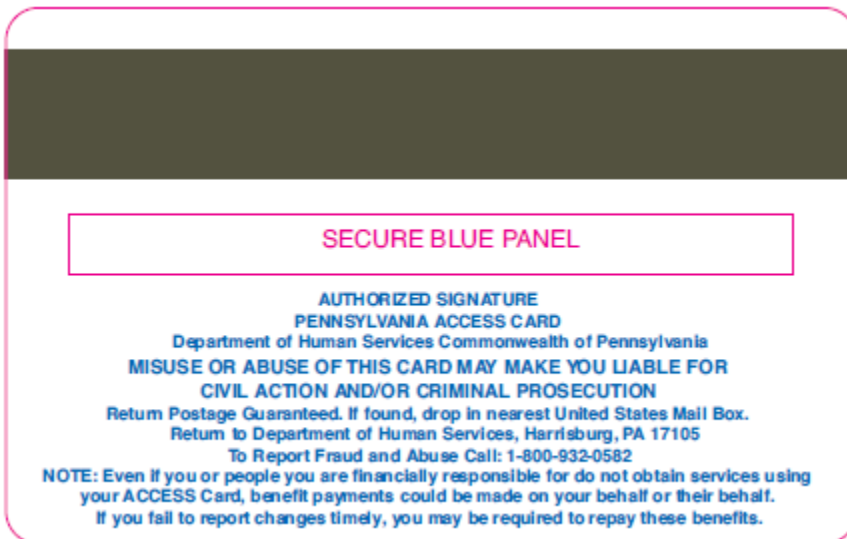 SECURE BLUE PANEL
AUTHORIZED SIGNATURE
PENNSYLVANIA ACCESS CARD
Department of Human Services Commonwealth of Pennsylvania
MISUSE OR ABUSE OF THIS CARD MAY MAKE YOU LIABLE FOR
CIVIL ACTION AND/OR CRIMINAL PROSECUTION
Return Postage Guaranteed. If found, drop in nearest United States Mail Box.
Return to Department of Human Services, Harrisburg, PA 17105
To Report Fraud and Abuse Call: 1-800-932-0582
NOTE: Even if you or people you are financially responsible for do not obtain services using
your ACCESS Card, benefit payments could be made on your behalf or their behalf.
If you fail to report changes timely, you may be required to repay these benefits.